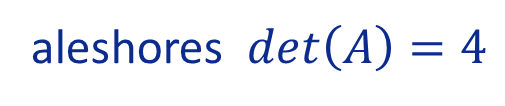 aleshores det(A) = 4